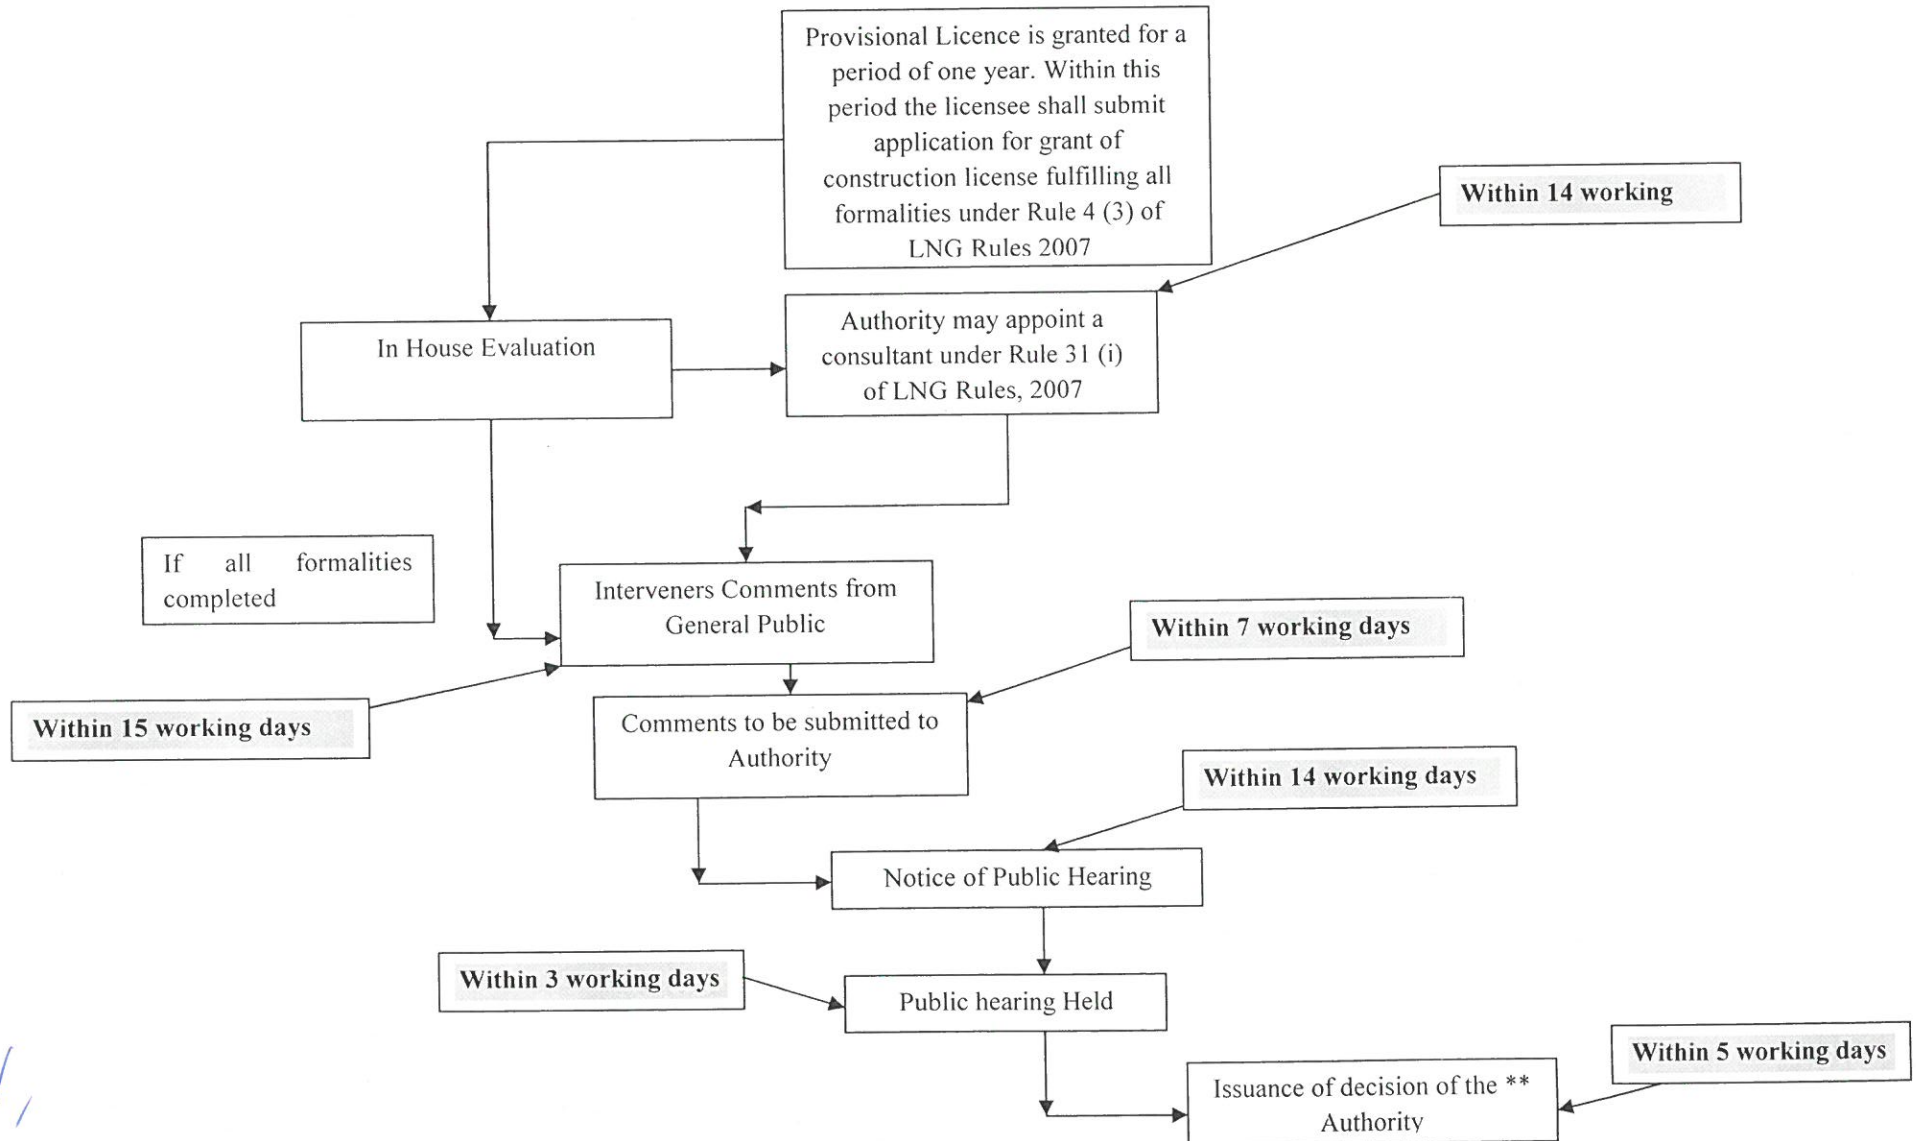 Provisional Licence is granted for a
period of one year. Within this
period the licensee shall submit
application for grant of
construction license fulfilling all
formalities under Rule 4 (3) of
LNG Rules 2007
Within 14 working
In House Evaluation
Authority may appoint a
consultant under Rule 31 (i)
of LNG Rules, 2007
If all formalities
completed
Interveners Comments from
General Public
Within 7 working days
Within 15 working days
Comments to be submitted to
Authority
Within 14 working days
Notice of Public Hearing
Within 3 working days
Public hearing Held
Within 5 working days
Issuance of decision of the **
Authority